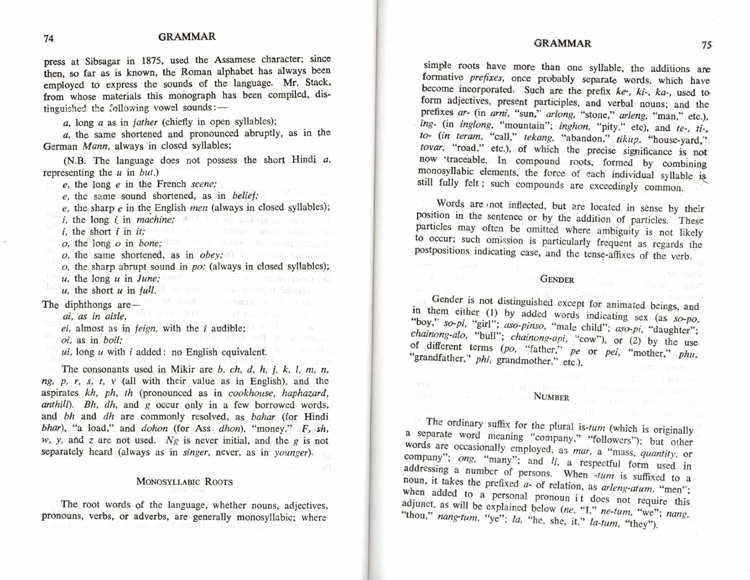 74
GRAMMAR
press at Sibsagar in 1875, used the Assamese character; since
then, so far as is known, the Roman alphabet has always been
employed to express the sounds of the language. Mr. Stack,
from whose materials this monograph has been compiled, dis-
tinguished the following vowel sounds:—
a, long a as in father (chiefly in open syllables);
a, the same shortened and pronounced abruptly, as in the
German Mann, always in closed syllables;
(N.B. The language does not possess the short Hindi a,
representing the u in but.)
e, the long e in the French scene;
e, the same sound shortened, as in belief;
e, the sharp e in the English men (always in closed syllables);
i, the long i in machine;
i, the short i in it;
o, the long o in bone;
o, the same shortened, as in obey;
o, the sharp abrupt sound in pot (always in closed syllables);
u, the long u in June;
u, the short u in full.
The diphthongs are—
ai, as in aisle,
ei, almost as in feign, with the i audible;
oi, as in boil;
ui, long u with i added: no English equivalent.
The consonants used in Mikir are b, ch, d, h, j, k, l, m, n,
ng, p, r, s, t, v (all with their value as in English), and the
aspirates kh, ph, th (pronounced as in cookhouse, haphazard,
anthill). Bh, dh, and g occur only in a few borrowed words,
and bh and dh are commonly resolved, as bahar (for Hindi
bhar), "a load," and dohon (for Ass dhon), "money." F, sh,
w, y, and z are not used. Ng is never initial, and the g is not
separately heard (always as in singer, never, as in younger).
MONOSYLLABIC ROOTS
The root words of the language, whether nouns, adjectives,
pronouns, verbs, or adverbs, are generally monosyllabic; where
GRAMMAR
75
simple roots have more than one syllable, the additions are
formative prefixes, once probably separate words, which have
become incorporated. Such are the prefix ke-, ki-, ka-, used to
form adjectives, present participles, and verbal nouns; and the
prefixes ar- (in arni, "sun," arlong, "stone," arleng, "man," etc.),
ing- (in inglong, "mountain"; inghon, "pity," etc), and te-, ti-,
to- (in teram, "call," tekang, "abandon," tikup, "house-yard,"
tovar, "road," etc.), of which the precise significance is not
now traceable. In compound roots, formed by combining
monosyllabic elements, the force of each individual syllable is
still fully felt; such compounds are exceedingly common.
Words are not inflected, but are located in sense by their
position in the sentence or by the addition of particles. These
particles may often be omitted where ambiguity is not likely
to occur; such omission is particularly frequent as regards the
postpositions indicating case, and the tense-affixes of the verb.
GENDER
Gender is not distinguished except for animated beings, and
in them either (1) by added words indicating sex (as so-po,
"boy," so-pi, "girl"; aso-pinso, "male child"; aso-pi, "daughter";
chainong-alo, "bull"; chainong-api, "cow"), or (2) by the use
of different terms (po, "father," pe or pei, "mother," phu,
"grandfather," phi, grandmother," etc.).
NUMBER
The ordinary suffix for the plural is-tum (which is originally
a separate word meaning "company," "followers"); but other
words are occasionally employed, as mar, a "mass, quantity, or
company"; ong, "many"; and li, a respectful form used in
addressing a number of persons. When -tum is suffixed to a
noun, it takes the prefixed a- of relation, as arleng-atum, "men";
when added to a personal pronoun it does not require this
adjunct, as will be explained below (ne, "I," ne-tum, "we"; nang,
"thou," nang-tum, "ye"; la, "he, she, it," la-tum, "they").